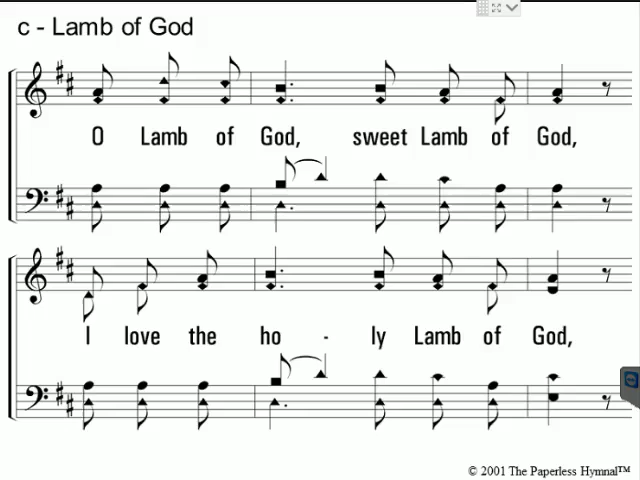 c - Lamb of God
O Lamb of God, sweet Lamb of God,
I love the ho - ly Lamb of God,
© 2001 The Paperless Hymnal™